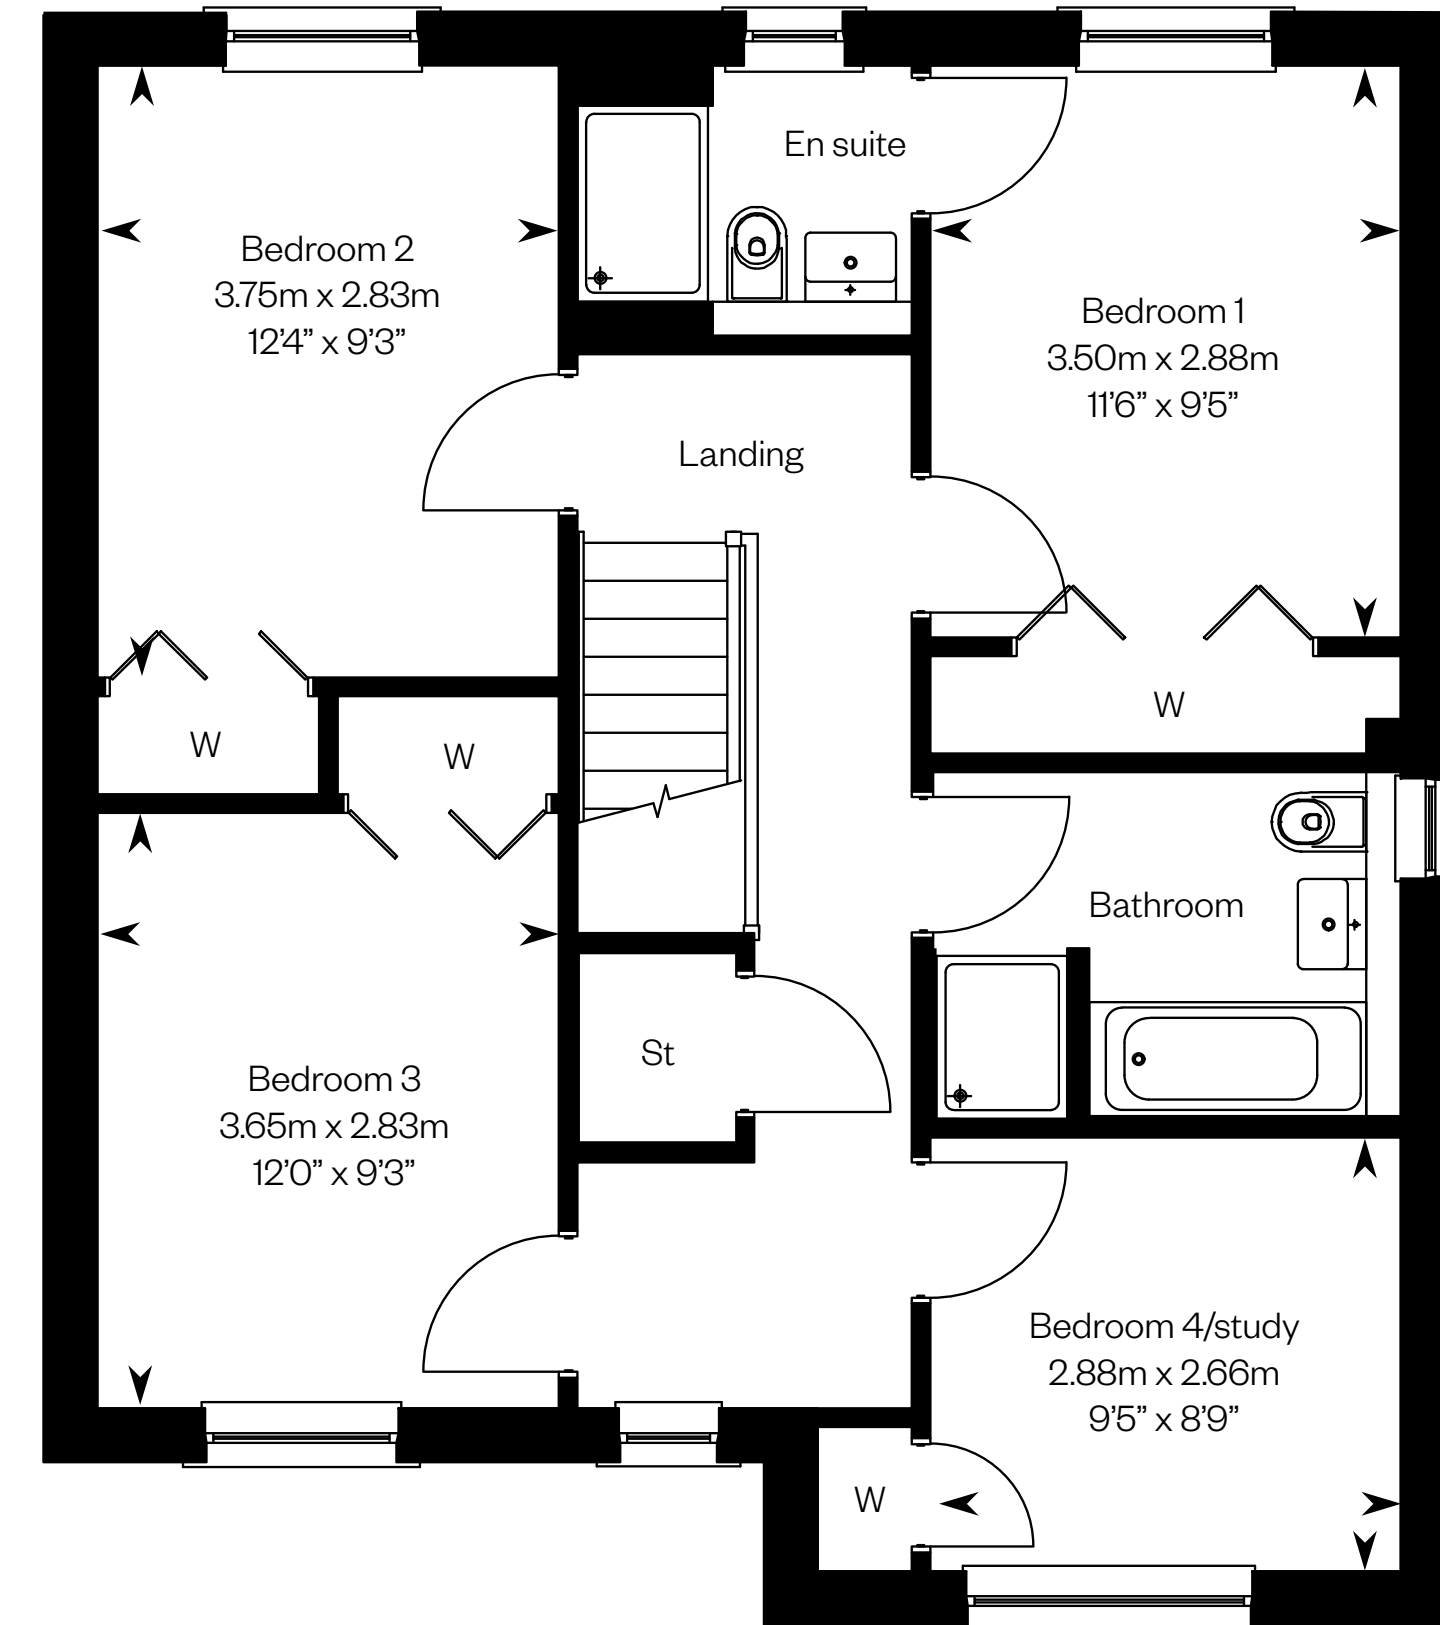 En suite
Bedroom 2
3.75m x 2.83m
12’4” x 9’3”
Bedroom 1
3.50m x 2.88m
11’6” x 9’5”
Landing
W
W
W
Bathroom
St
Bedroom 3
3.65m x 2.83m
12’0” x 9’3”
Bedroom 4/study
2.88m x 2.66m
9’5” x 8’9”
W